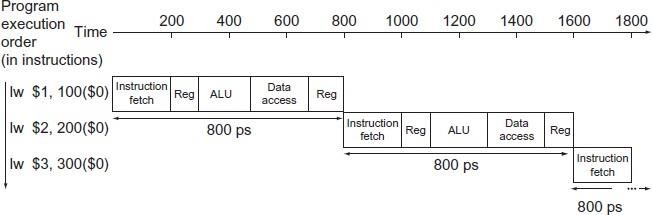 Program
execution
order
(in instructions)
Time
200 400 600 800 1000 1200 1400 1600 1800
lw $1, 100($0)
Instruction
fetch
Reg
ALU
Data
access
Reg
800 ps
lw $2, 200($0)
Instruction
fetch
Reg
ALU
Data
access
Reg
800 ps
lw $3, 300($0)
Instruction
fetch
...
800 ps